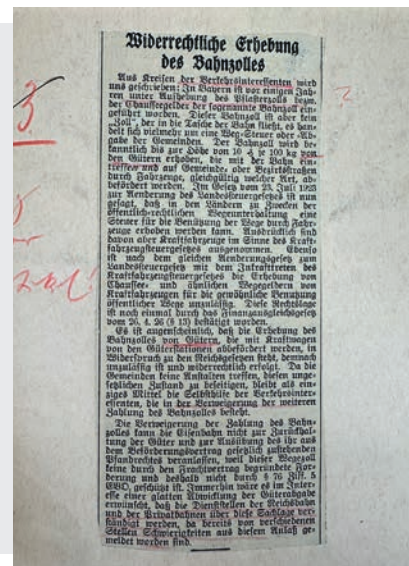 Widerrechtliche Erhebung
des Bahnzolles
Aus Kreisen der Verkehrsinteressenten wird
uns geschrieben: In Bayern ist vor einigen Jah-
ren unter Aufhebung des Pflasterzolls bezw.
der Chausseegelder der sogenannte Bahnzoll ein-
geführt worden. Dieser Bahnzoll ist aber kein
„Zoll“, der in die Tasche der Bahn fließt, es han-
delt sich vielmehr um eine Weg-Steuer oder -Ab-
gabe der Gemeinden. Der Bahnzoll wird be-
kanntlich bis zur Höhe von 10 ₰ je 100 kg von
den Gütern erhoben, die mit der Bahn ein-
treffen und auf Gemeinde- oder Bezirksstraßen
durch Fahrzeuge, gleichgültig welcher Art, ab-
befördert werden. Im Gesetz vom 23. Juli 1923
zur Aenderung des Landessteuergesetzes ist nun
gesagt, daß in den Ländern zu Zwecken der
öffentlich-rechtlichen Wegeunterhaltung eine
Steuer für die Benützung der Wege durch Fahr-
zeuge erhoben werden kann. Ausdrücklich sind
davon aber Kraftfahrzeuge im Sinne des Kraft-
fahrzeugsteuergesetzes ausgenommen. Ebenso
ist nach dem gleichen Aenderungsgesetz zum
Landessteuergesetz mit dem Inkrafttreten des
Kraftfahrzeugsteuergesetzes die Erhebung von
Chaussee- und ähnlichen Wegegeldern von
Kraftfahrzeugen für die gewöhnliche Benutzung
öffentlicher Wege unzulässig. Diese Rechtslage
ist noch einmal durch das Finanzausgleichsgesetz
vom 26. 4. 26 (§ 13) bestätigt worden.
Es ist augenscheinlich, daß die Erhebung des
Bahnzolles von Gütern, die mit Kraftwagen
von den Güterstationen abbefördert werden, in
Widerspruch zu den Reichsgesetzen steht, demnach
unzulässig ist und widerrechtlich erfolgt. Da die
Gemeinden keine Anstalten treffen, diesen unge-
setzlichen Zustand zu beseitigen, bleibt als ein-
ziges Mittel die Selbsthilfe der Verkehrsinter-
essenten, die in der Verweigerung der weiteren
Zahlung des Bahnzolles besteht.
Die Verweigerung der Zahlung des Bahn-
zolles kann die Eisenbahn nicht zur Zurückhal-
tung der Güter und zur Ausübung des ihr aus
dem Beförderungsvertrag gesetzlich zustehenden
Pfandrechtes veranlassen, weil dieser Wegezoll
keine durch den Frachtvertrag begründete For-
derung und deshalb nicht durch § 76 Ziff. 5
EVO. geschützt ist. Immerhin wäre es im Inter-
esse einer glatten Abwicklung der Güterabgabe
erwünscht, daß die Dienststellen der Reichsbahn
und der Privatbahnen über diese Sachlage ver-
ständigt werden, da bereits von verschiedenen
Stellen Schwierigkeiten aus diesem Anlaß ge-
meldet worden sind.